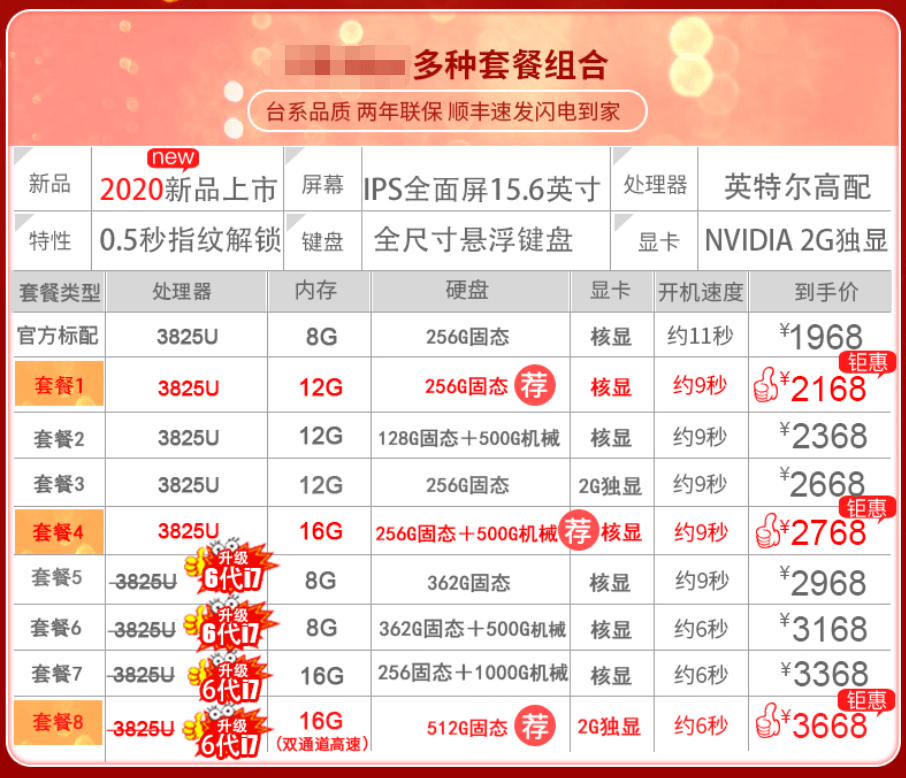 多种套餐组合
台系品质 两年联保 顺丰速发闪电到家
新品 new 2020新品上市 屏幕 IPS全面屏15.6英寸 处理器 英特尔高配
特性 0.5秒指纹解锁 键盘 全尺寸悬浮键盘 显卡 NVIDIA 2G独显
套餐类型 处理器 内存 硬盘 显卡 开机速度 到手价
官方标配 3825U 8G 256G固态 核显 约11秒 ¥1968
套餐1 3825U 12G 256G固态 荐 核显 约9秒 ¥2168 钜惠
套餐2 3825U 12G 128G固态+500G机械 核显 约9秒 ¥2368
套餐3 3825U 12G 256G固态 2G独显 约9秒 ¥2668
套餐4 3825U 16G 256G固态+500G机械 荐 核显 约9秒 ¥2768 钜惠
套餐5 3825U 升级6代i7 8G 362G固态 核显 约9秒 ¥2968
套餐6 3825U 升级6代i7 8G 362G固态+500G机械 核显 约6秒 ¥3168
套餐7 3825U 升级6代i7 16G 256固态+1000G机械 核显 约6秒 ¥3368
套餐8 3825U 升级6代i7 16G (双通道高速) 512G固态 荐 2G独显 约6秒 ¥3668 钜惠